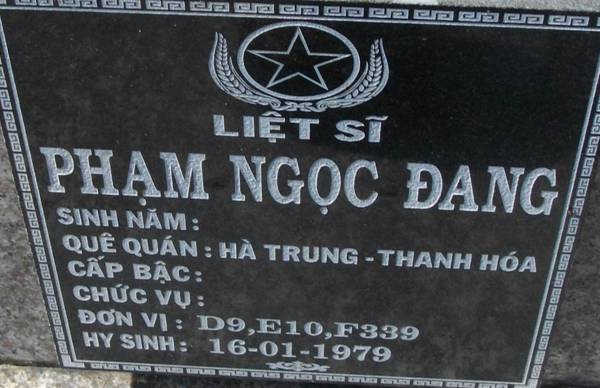 LIỆT SĨ
PHẠM NGỌC ĐANG
SINH NĂM :
QUÊ QUÁN : HÀ TRUNG - THANH HÓA
CẤP BẬC :
CHỨC VỤ :
ĐƠN VỊ : D9,E10,F339
HY SINH : 16-01-1979